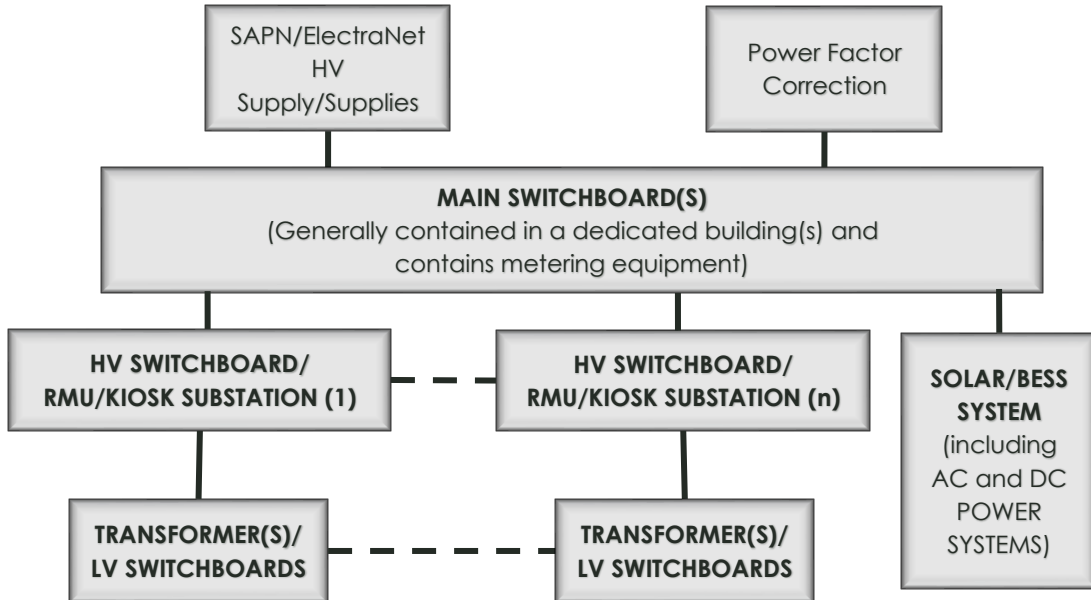 SAPN/ElectraNet
HV
Supply/Supplies
Power Factor
Correction
MAIN SWITCHBOARD(S)
(Generally contained in a dedicated building(s) and
contains metering equipment)
HV SWITCHBOARD/
RMU/KIOSK SUBSTATION (1)
HV SWITCHBOARD/
RMU/KIOSK SUBSTATION (n)
SOLAR/BESS
SYSTEM
(including
AC and DC
POWER
SYSTEMS)
TRANSFORMER(S)/
LV SWITCHBOARDS
TRANSFORMER(S)/
LV SWITCHBOARDS